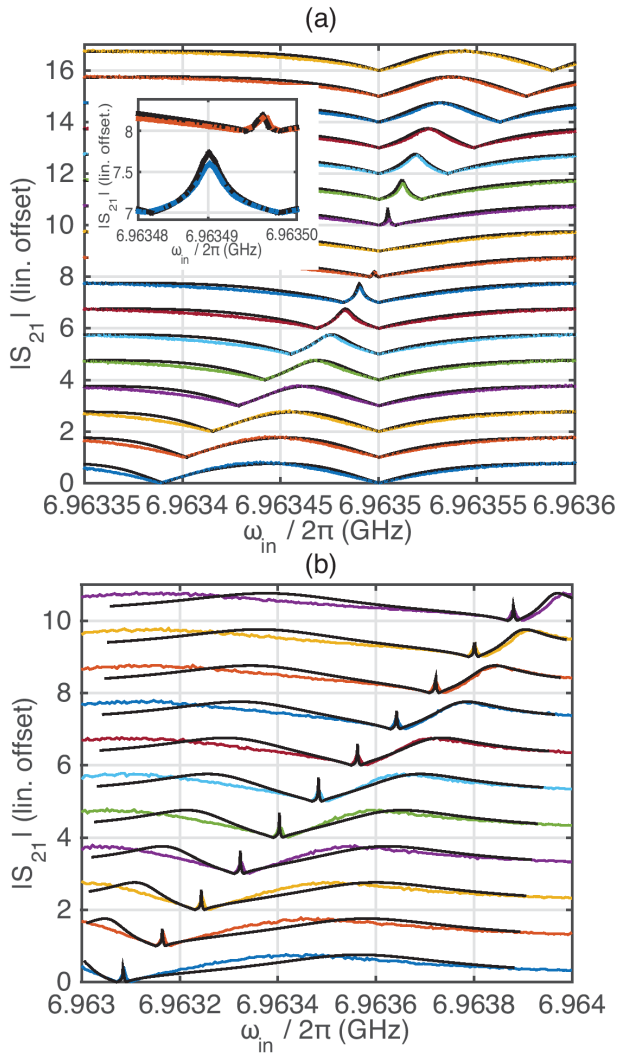 (a)
16
14
12
10
8
6
4
2
0
|S21| (lin. offset)
8
7.5
7
|S21| (lin. offset.)
6.96348 6.96349 6.96350
ωin / 2π (GHz)
6.96335 6.9634 6.96345 6.9635 6.96355 6.9636
ωin / 2π (GHz)
(b)
10
8
6
4
2
0
|S21| (lin. offset)
6.963 6.9632 6.9634 6.9636 6.9638 6.964
ωin / 2π (GHz)